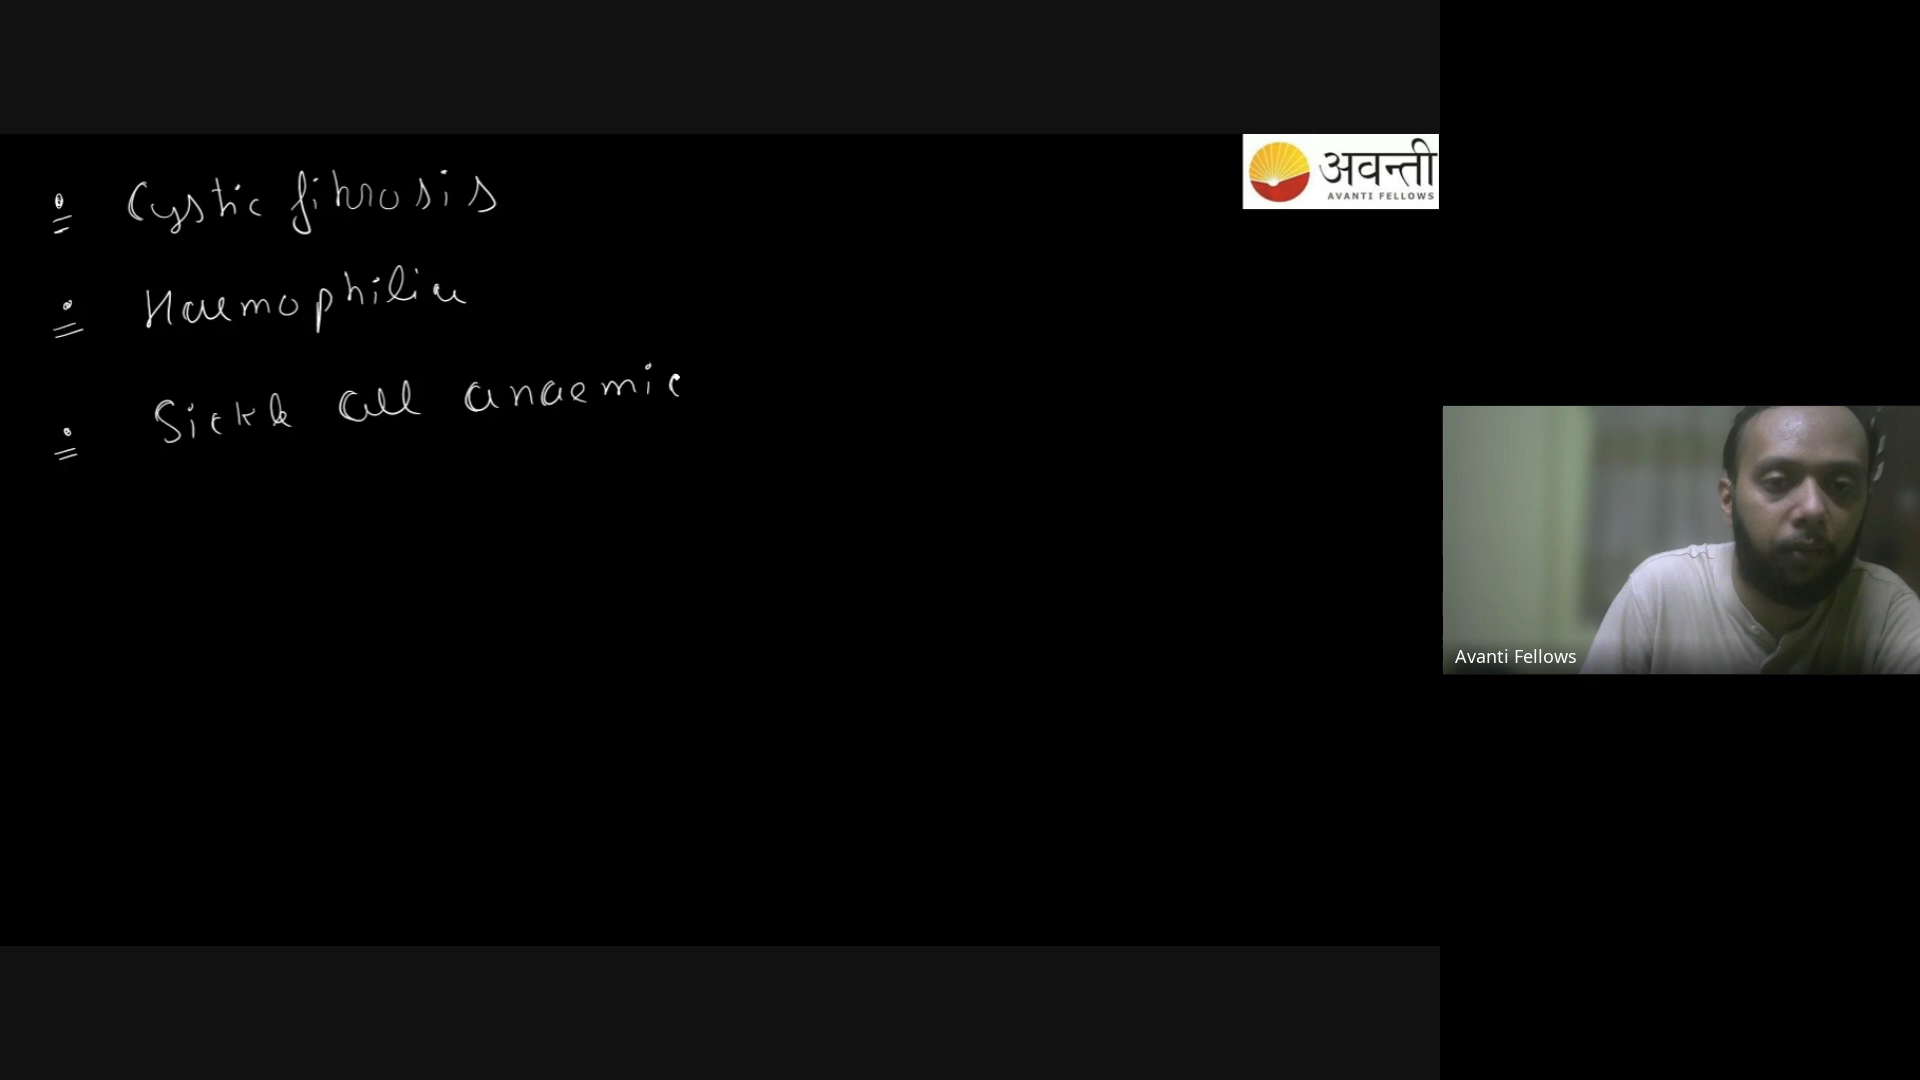 Cystic fibrosis
Haemophilia
Sickle cell anaemic
अवन्ती
AVANTI FELLOWS
Avanti Fellows